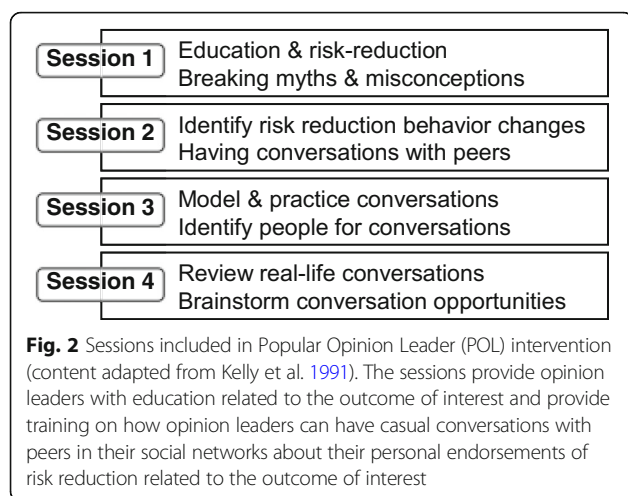 Session 1
Education & risk-reduction
Breaking myths & misconceptions
Session 2
Identify risk reduction behavior changes
Having conversations with peers
Session 3
Model & practice conversations
Identify people for conversations
Session 4
Review real-life conversations
Brainstorm conversation opportunities
Fig. 2 Sessions included in Popular Opinion Leader (POL) intervention
(content adapted from Kelly et al. 1991). The sessions provide opinion
leaders with education related to the outcome of interest and provide
training on how opinion leaders can have casual conversations with
peers in their social networks about their personal endorsements of
risk reduction related to the outcome of interest